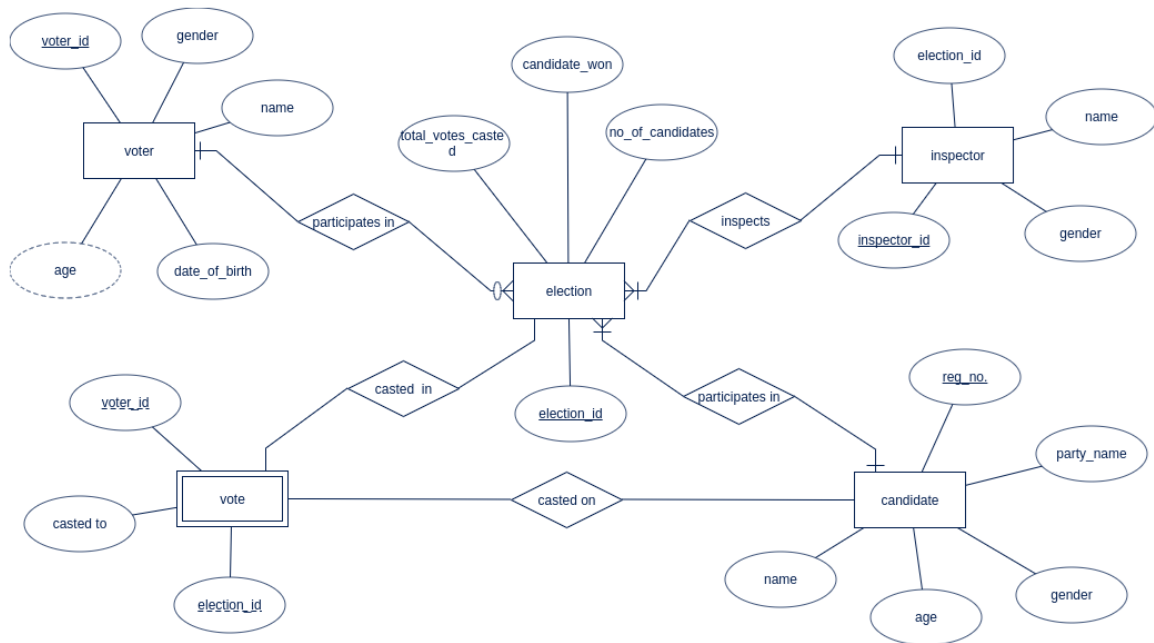 voter_id
gender
name
voter
age
date_of_birth
participates in
candidate_won
total_votes_caste
d
no_of_candidates
election
election_id
inspects
election_id
name
inspector
inspector_id
gender
casted  in
participates in
voter_id
vote
casted to
election_id
casted on
reg_no.
party_name
candidate
name
age
gender